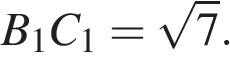 B₁C₁ = √7.